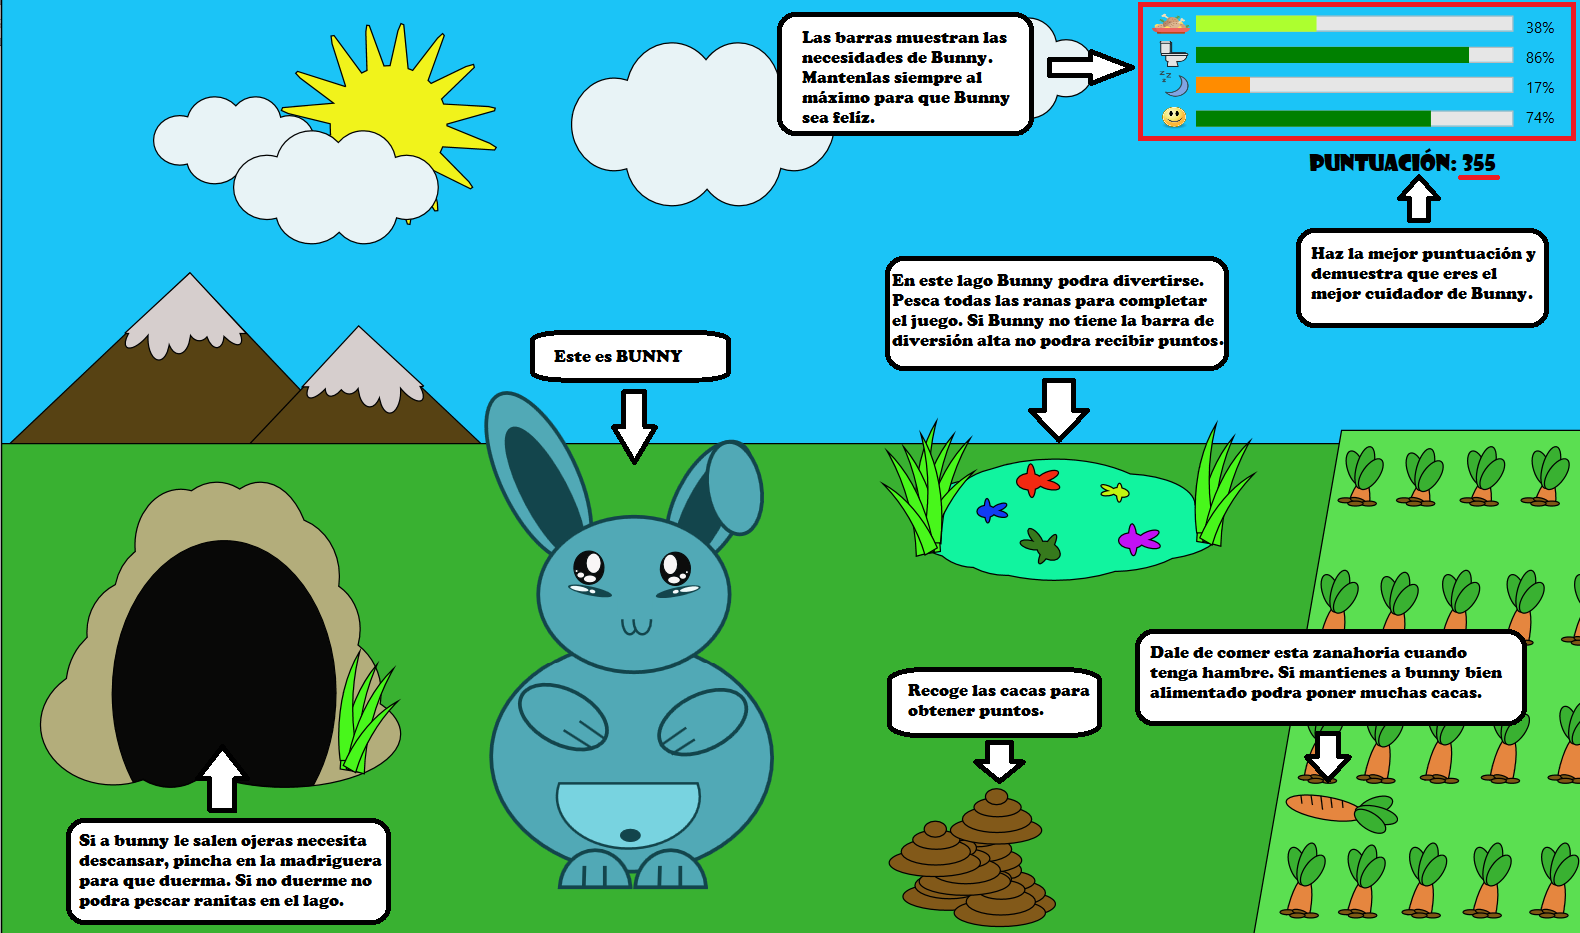 Las barras muestran las
necesidades de Bunny.
Mantenlas siempre al
máximo para que Bunny
sea felíz.
38%
86%
17%
74%
PUNTUACIÓN: 355
Haz la mejor puntuación y
demuestra que eres el
mejor cuidador de Bunny.
En este lago Bunny podra divertirse.
Pesca todas las ranas para completar
el juego. Si Bunny no tiene la barra de
diversión alta no podra recibir puntos.
Este es BUNNY
Dale de comer esta zanahoria cuando
tenga hambre. Si mantienes a bunny bien
alimentado podra poner muchas cacas.
Recoge las cacas para
obtener puntos.
Si a bunny le salen ojeras necesita
descansar, pincha en la madriguera
para que duerma. Si no duerme no
podra pescar ranitas en el lago.
zzz